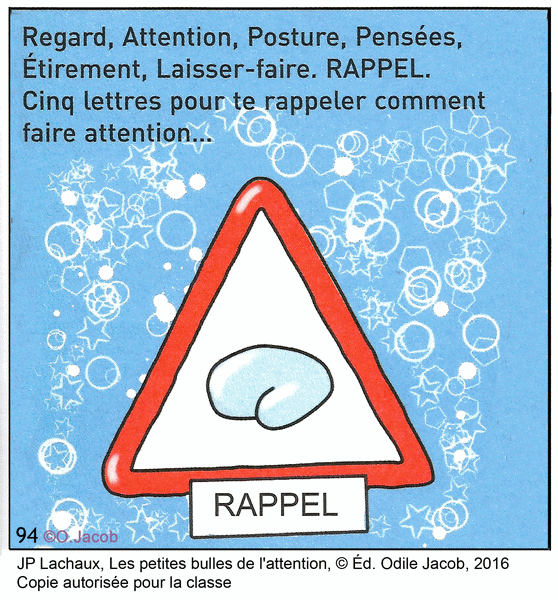 Regard, Attention, Posture, Pensées,
Étirement, Laisser-faire. RAPPEL.
Cinq lettres pour te rappeler comment
faire attention...
RAPPEL
94 ©O.Jacob
JP Lachaux, Les petites bulles de l'attention, © Éd. Odile Jacob, 2016
Copie autorisée pour la classe